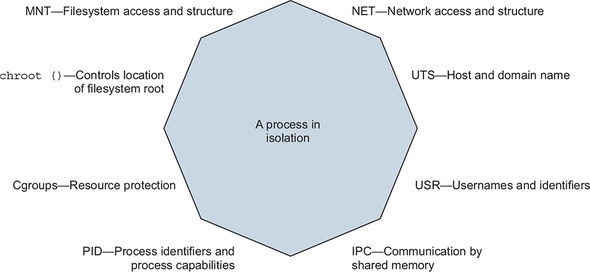 MNT—Filesystem access and structure
NET—Network access and structure
chroot ()—Controls location
of filesystem root
UTS—Host and domain name
A process in
isolation
Cgroups—Resource protection
USR—Usernames and identifiers
PID—Process identifiers and
process capabilities
IPC—Communication by
shared memory